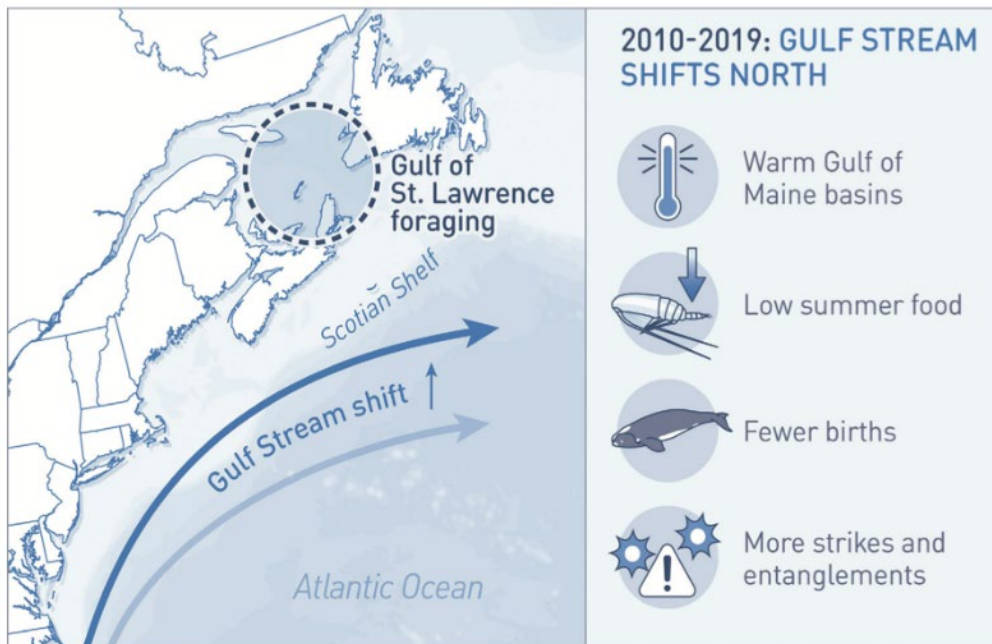 Gulf of
St. Lawrence
foraging
Scotian Shelf
Gulf Stream shift
Atlantic Ocean
2010-2019: GULF STREAM
SHIFTS NORTH
Warm Gulf of
Maine basins
Low summer food
Fewer births
More strikes and
entanglements